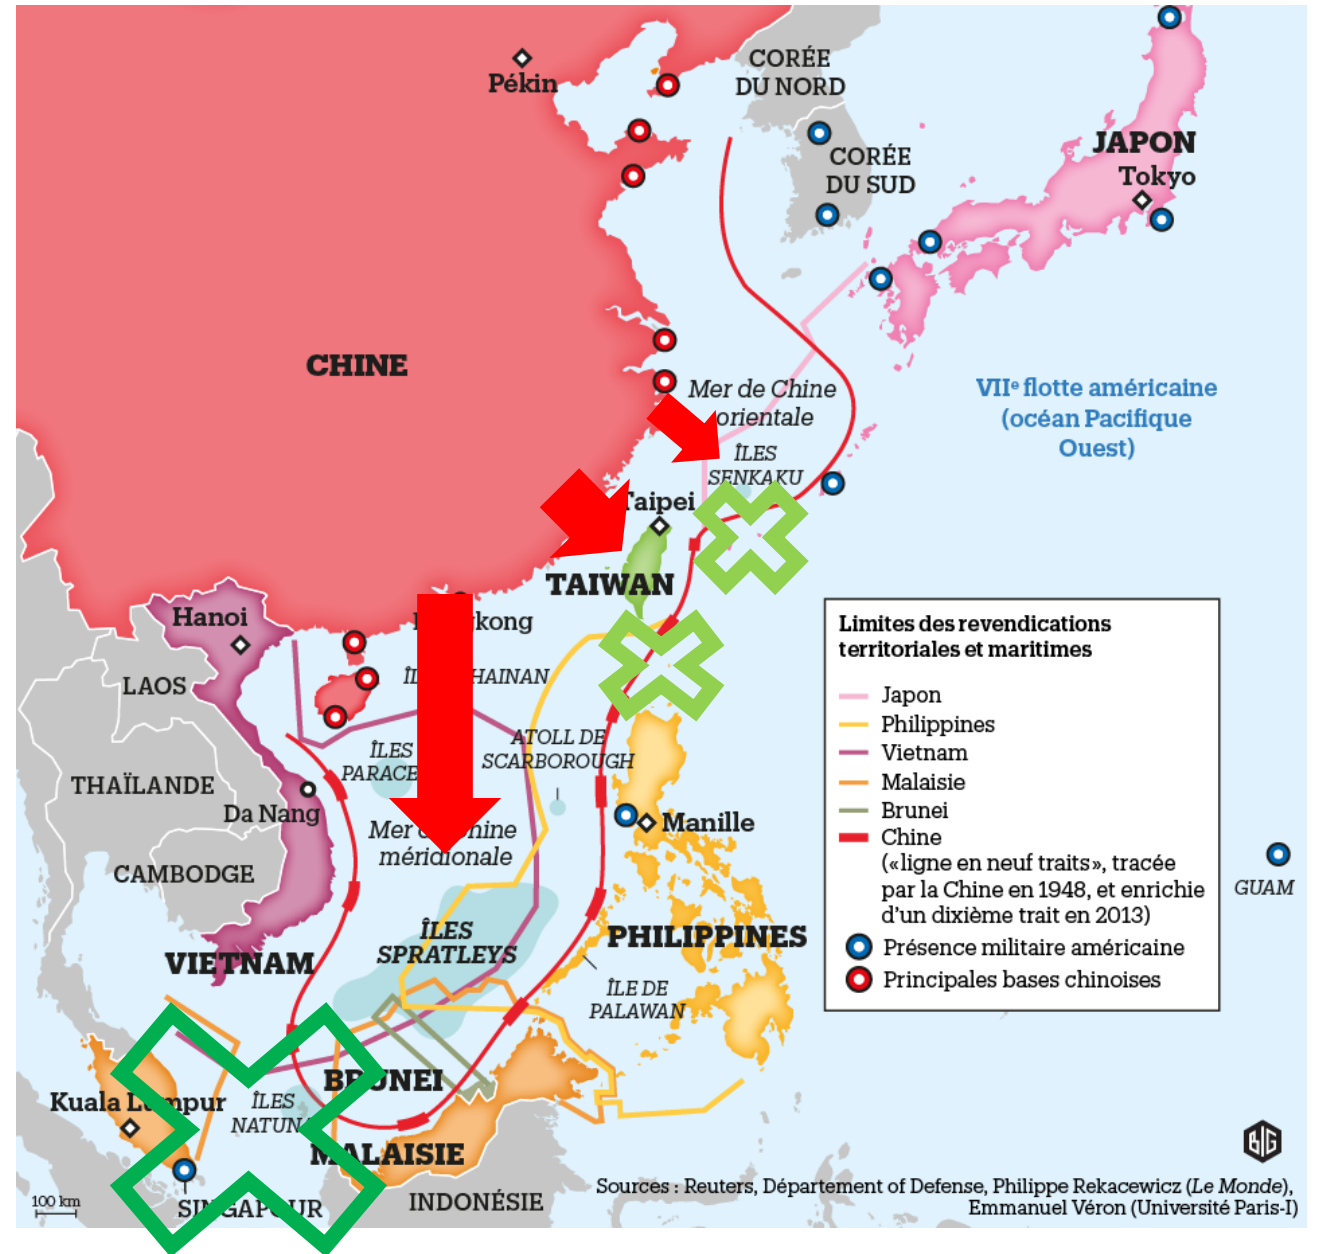 CORÉE
DU NORD
Pékin
JAPON
CORÉE
DU SUD
Tokyo
CHINE
Mer de Chine
orientale
VIIᵉ flotte américaine
(océan Pacifique
Ouest)
ÎLES
SENKAKU
Taipei
TAIWAN
Hanoi
kong
LAOS
HAINAN
ÎLES
PARACE
ATOLL DE
SCARBOROUGH
THAÏLANDE
Da Nang
Mer hine
méridionale
Manille
CAMBODGE
GUAM
ÎLES
SPRATLEYS
PHILIPPINES
VIETNAM
ÎLE DE
PALAWAN
BRUNEI
Kuala Lumpur
ÎLES
NATUN
MALAISIE
SINGAPOUR
INDONÉSIE
100 km
Limites des revendications
territoriales et maritimes
Japon
Philippines
Vietnam
Malaisie
Brunei
Chine
(«ligne en neuf traits», tracée
par la Chine en 1948, et enrichie
d'un dixième trait en 2013)
Présence militaire américaine
Principales bases chinoises
BIG
Sources : Reuters, Département of Defense, Philippe Rekacewicz (Le Monde),
Emmanuel Véron (Université Paris-I)